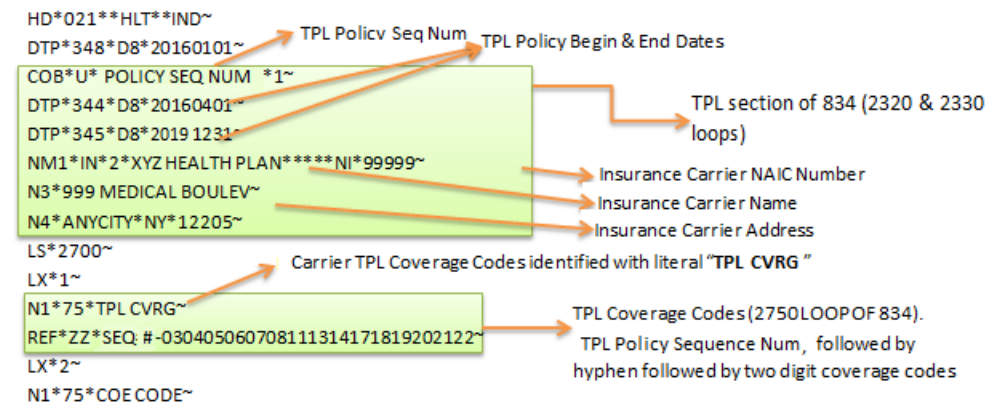 HD*021**HLT**IND~
DTP*348*D8*20160101~
TPL Policy Seq Num
TPL Policy Begin & End Dates
COB*U* POLICY SEQ NUM *1~
DTP*344*D8*20160401~
DTP*345*D8*2019 1231~
TPL section of 834 (2320 & 2330
loops)
NM1*IN*2*XYZ HEALTH PLAN*****NI*99999~
Insurance Carrier NAIC Number
N3*999 MEDICAL BOULEV~
Insurance Carrier Name
N4*ANYCITY*NY*12205~
Insurance Carrier Address
LS*2700~
Carrier TPL Coverage Codes identified with literal “TPL CVRG ”
LX*1~
N1*75*TPL CVRG~
REF*ZZ*SEQ: #-030405060708111314171819202122~
TPL Coverage Codes (2750 LOOP OF 834).
TPL Policy Sequence Num, followed by
hyphen followed by two digit coverage codes
LX*2~
N1*75*COE CODE~